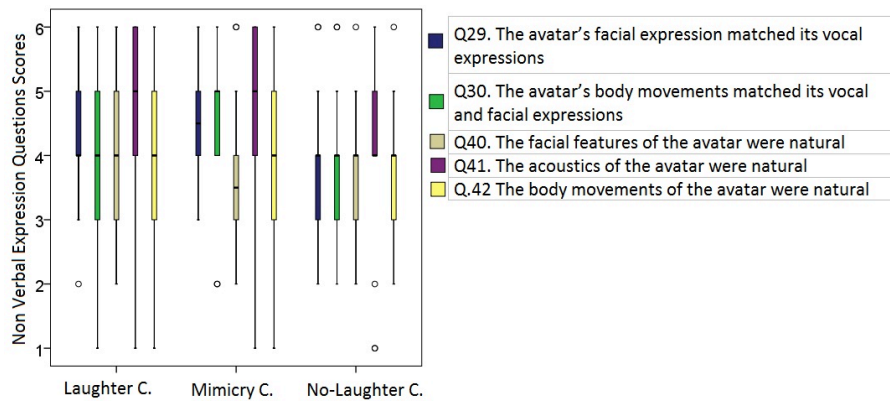 Non Verbal Expression Questions Scores
6
5
4
3
2
1
Laughter C.
Mimicry C.
No-Laughter C.
Q29. The avatar's facial expression matched its vocal
expressions
Q30. The avatar's body movements matched its vocal
and facial expressions
Q40. The facial features of the avatar were natural
Q41. The acoustics of the avatar were natural
Q.42 The body movements of the avatar were natural